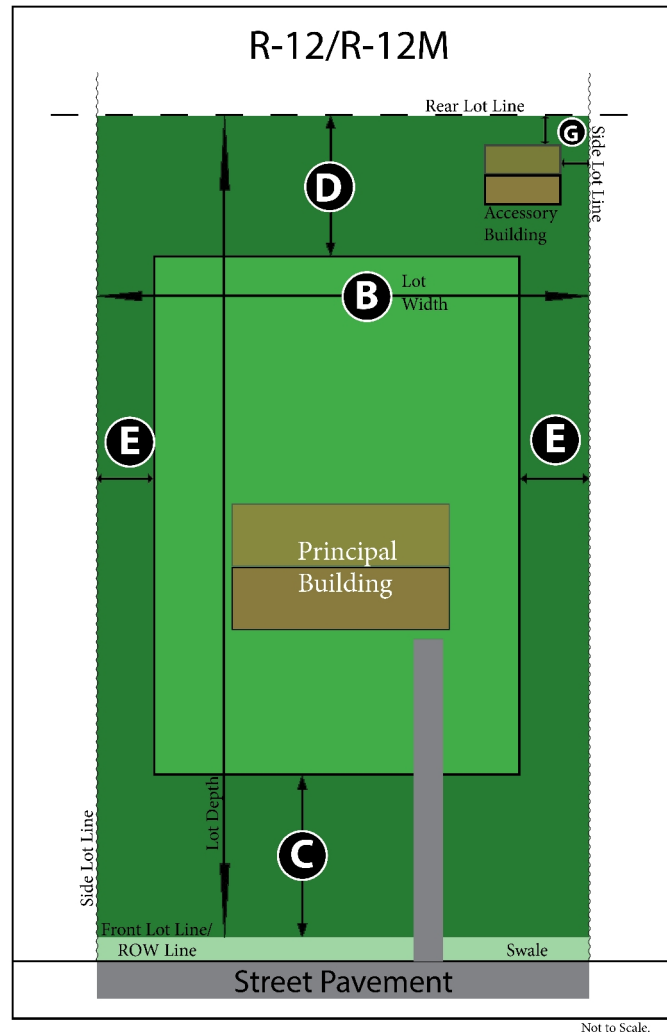 R-12/R-12M
Rear Lot Line
G
Side Lot Line
D
Accessory
Building
B
Lot
Width
E
E
Principal
Building
Lot Depth
C
Side Lot Line
Front Lot Line/
ROW Line
Swale
Street Pavement
Not to Scale.